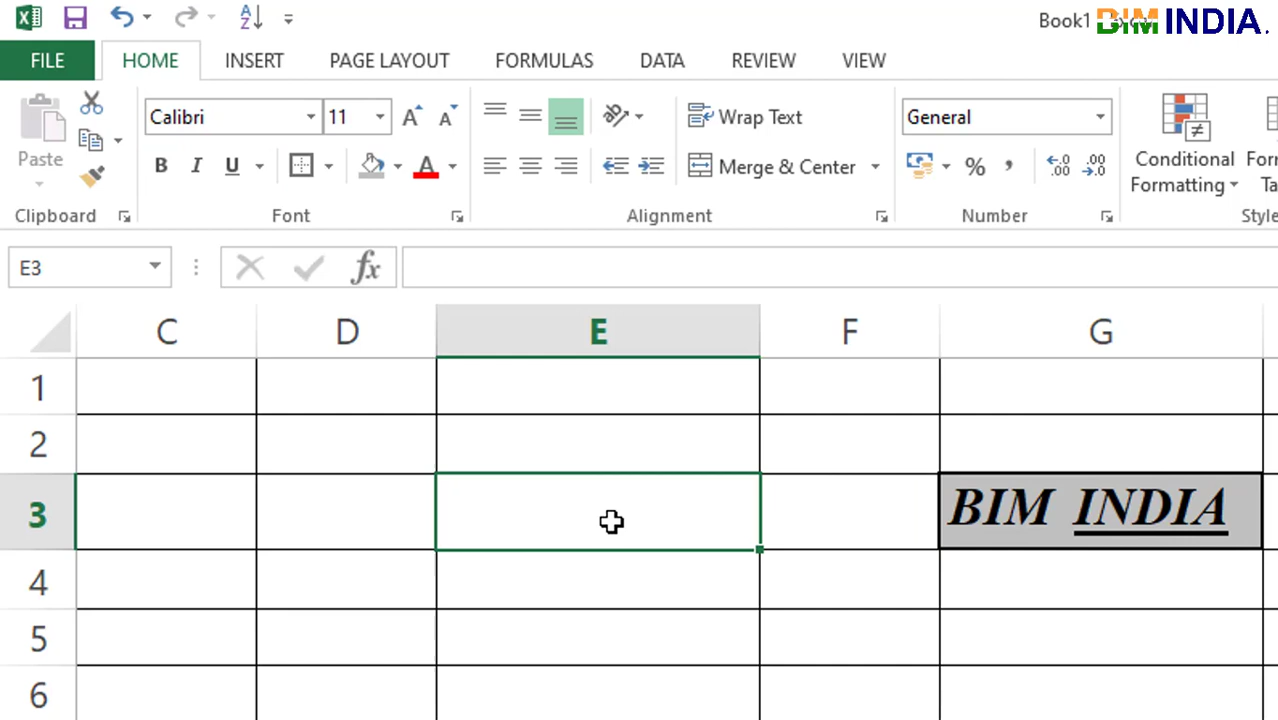 Book1
BIM INDIA.
FILE HOME INSERT PAGE LAYOUT FORMULAS DATA REVIEW VIEW
Calibri 11 Wrap Text General
Paste B I U A Merge & Center % Conditional
Formatting
Clipboard Font Alignment Number
E3 fx
C D E F G
1
2
3 BIM INDIA
4
5
6